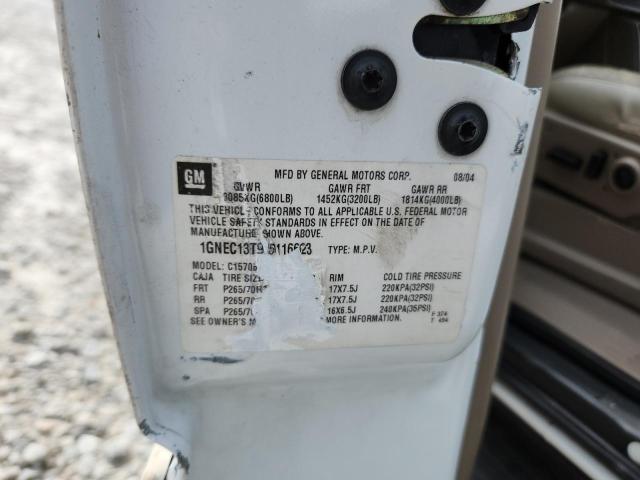 GM
MFD BY GENERAL MOTORS CORP. 08/04
GVWR GAWR FRT GAWR RR
3085KG(6800LB) 1452KG(3200LB) 1814KG(4000LB)
THIS VEHICLE CONFORMS TO ALL APPLICABLE U.S. FEDERAL MOTOR
VEHICLE SAFETY STANDARDS IN EFFECT ON THE DATE OF
MANUFACTURE SHOWN ABOVE.
TYPE: M.P.V.
MODEL:
CAJA TIRE SIZE RIM COLD TIRE PRESSURE
FRT 17X7.5J 220KPA(32PSI)
RR 17X7.5J 220KPA(32PSI)
SPA 16X6.5J 240KPA(35PSI)
SEE OWNER'S MORE INFORMATION.